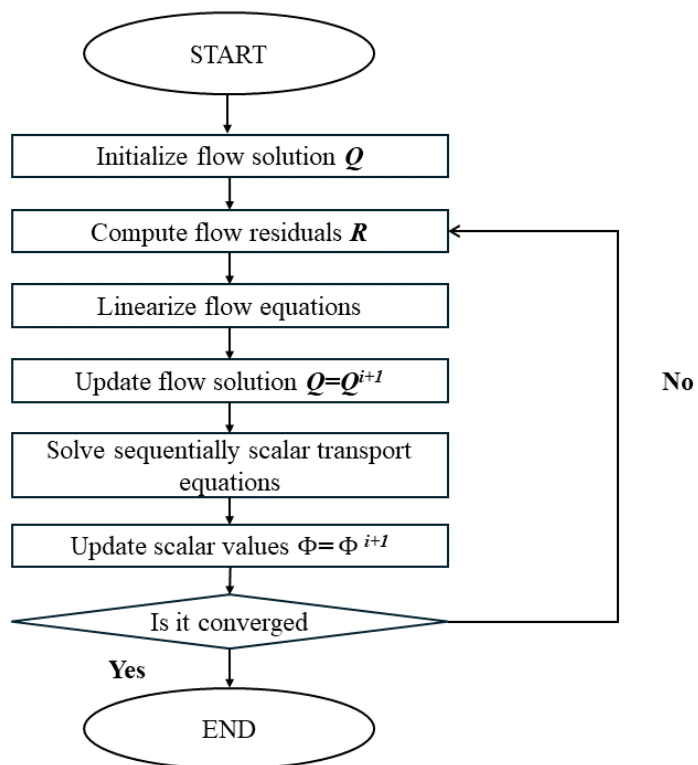 START
Initialize flow solution Q
Compute flow residuals R
Linearize flow equations
Update flow solution Q=Q^{i+1}
No
Solve sequentially scalar transport
equations
Update scalar values Φ= Φ^{i+1}
Is it converged
Yes
END